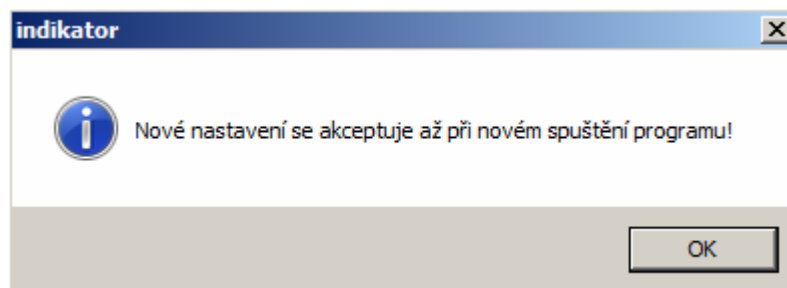 indikator
Nové nastavení se akceptuje až při novém spuštění programu!
OK